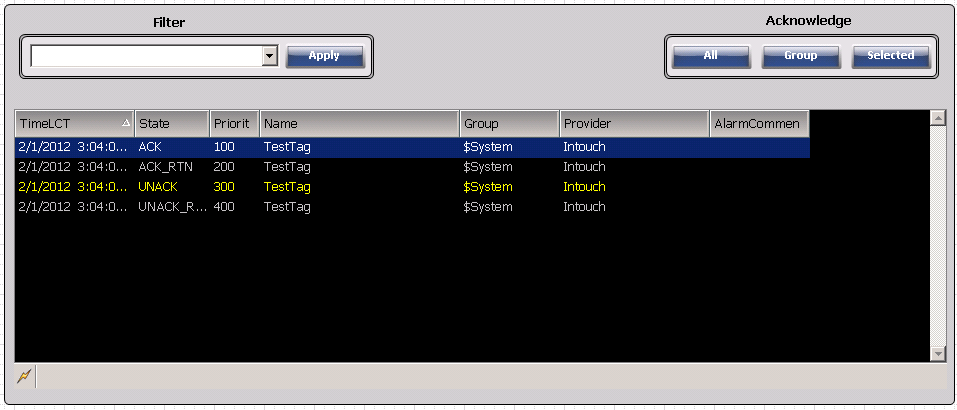 Filter
Acknowledge
Apply
All Group Selected
TimeLCT State Priorit Name Group Provider AlarmCommen
2/1/2012 3:04:0... ACK 100 TestTag $System Intouch
2/1/2012 3:04:0... ACK_RTN 200 TestTag $System Intouch
2/1/2012 3:04:0... UNACK 300 TestTag $System Intouch
2/1/2012 3:04:0... UNACK_R... 400 TestTag $System Intouch